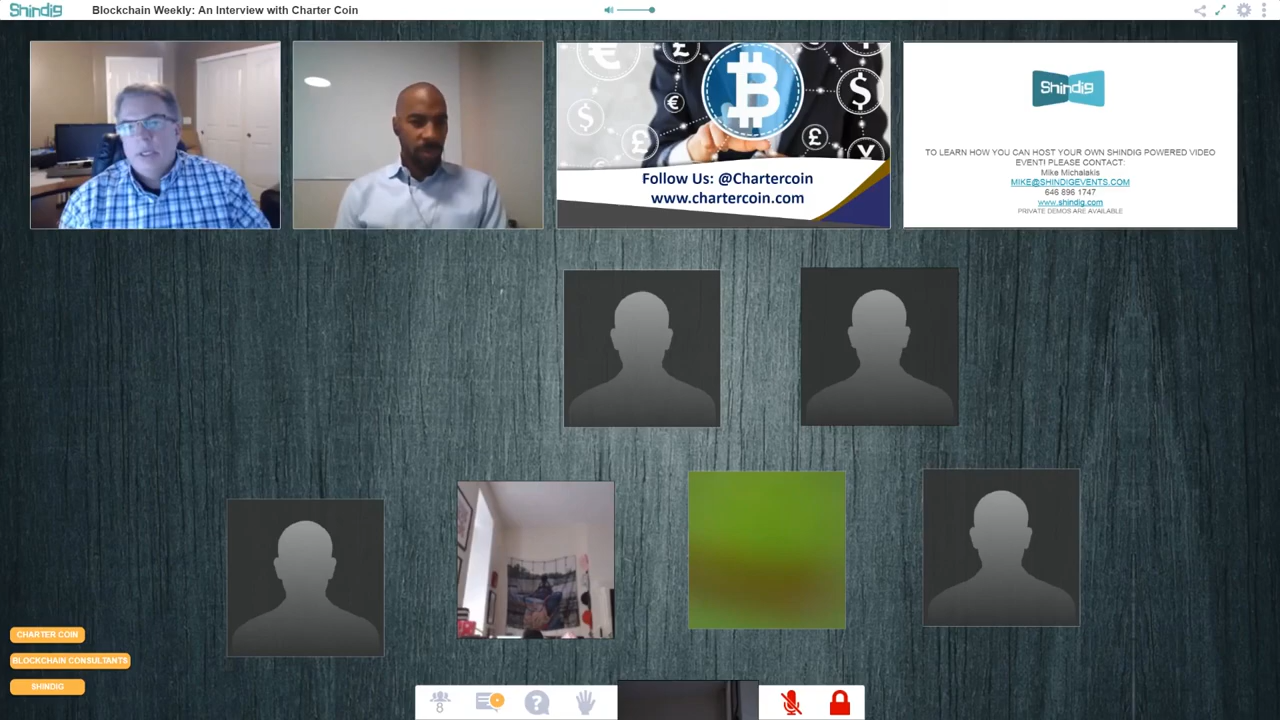 Shindig
Blockchain Weekly: An Interview with Charter Coin
€
£
$
€
£
£
¥
Follow Us: @Chartercoin
www.chartercoin.com
Shindig
TO LEARN HOW YOU CAN HOST YOUR OWN SHINDIG POWERED VIDEO
EVENT! PLEASE CONTACT:
Mike Michalakis
MIKE@SHINDIGEVENTS.COM
646 896 1747
www.shindig.com
PRIVATE DEMOS ARE AVAILABLE
CHARTER COIN
BLOCKCHAIN CONSULTANTS
SHINDIG
8